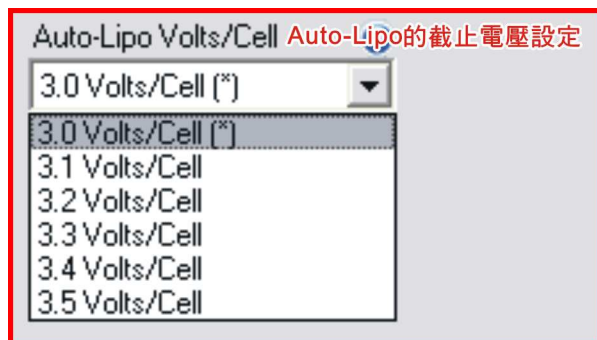 Auto-Lipo Volts/Cell Auto-Lipo的截止電壓設定
3.0 Volts/Cell (*)
3.0 Volts/Cell (*)
3.1 Volts/Cell
3.2 Volts/Cell
3.3 Volts/Cell
3.4 Volts/Cell
3.5 Volts/Cell